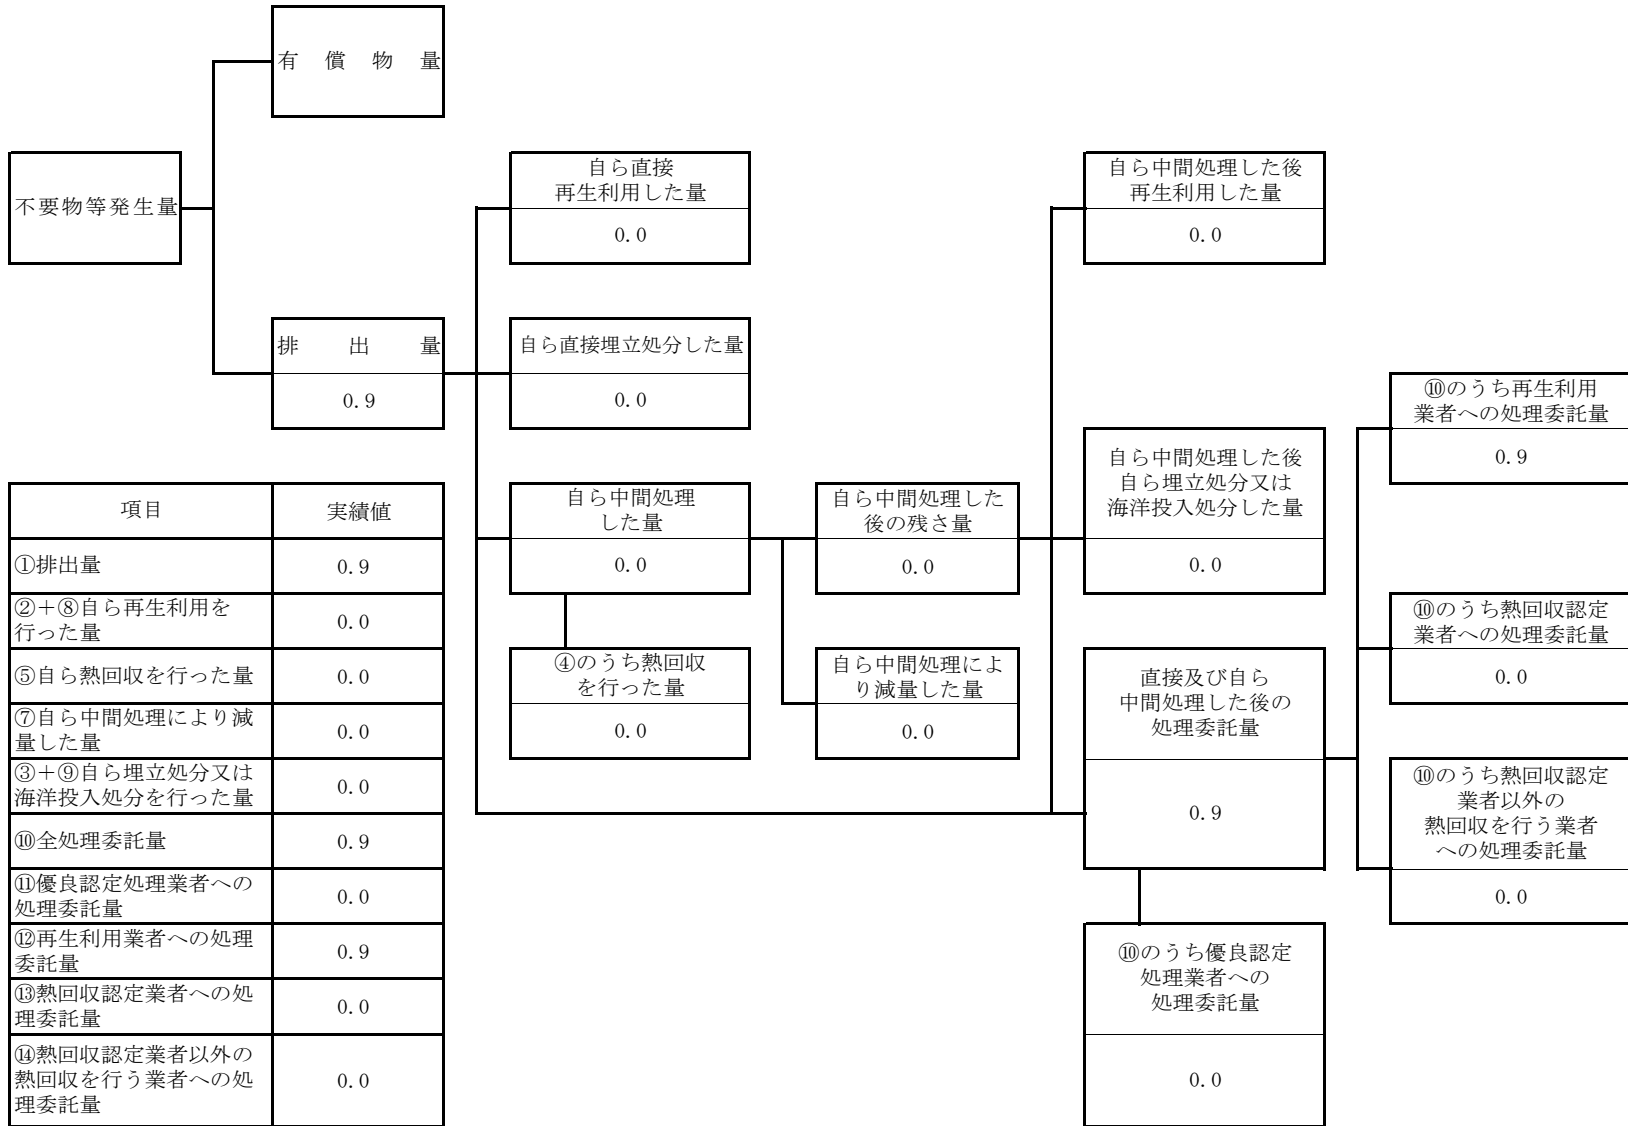 有償物量
不要物等発生量
自ら直接
再生利用した量
0.0
自ら中間処理した後
再生利用した量
0.0
排出量
0.9
自ら直接埋立処分した量
0.0
⑩のうち再生利用
業者への処理委託量
0.9
自ら中間処理した後
自ら埋立処分又は
海洋投入処分した量
0.0
自ら中間処理
した量
0.0
自ら中間処理した
後の残さ量
0.0
⑩のうち熱回収認定
業者への処理委託量
0.0
④のうち熱回収
を行った量
0.0
自ら中間処理によ
り減量した量
0.0
直接及び自ら
中間処理した後の
処理委託量
0.9
⑩のうち熱回収認定
業者以外の
熱回収を行う業者
への処理委託量
0.0
⑩のうち優良認定
処理業者への
処理委託量
0.0
項目 実績値
①排出量 0.9
②+⑧自ら再生利用を
行った量 0.0
⑤自ら熱回収を行った量 0.0
⑦自ら中間処理により減
量した量 0.0
③+⑨自ら埋立処分又は
海洋投入処分を行った量 0.0
⑩全処理委託量 0.9
⑪優良認定処理業者への
処理委託量 0.0
⑫再生利用業者への処理
委託量 0.9
⑬熱回収認定業者への処
理委託量 0.0
⑭熱回収認定業者以外の
熱回収を行う業者への処
理委託量 0.0